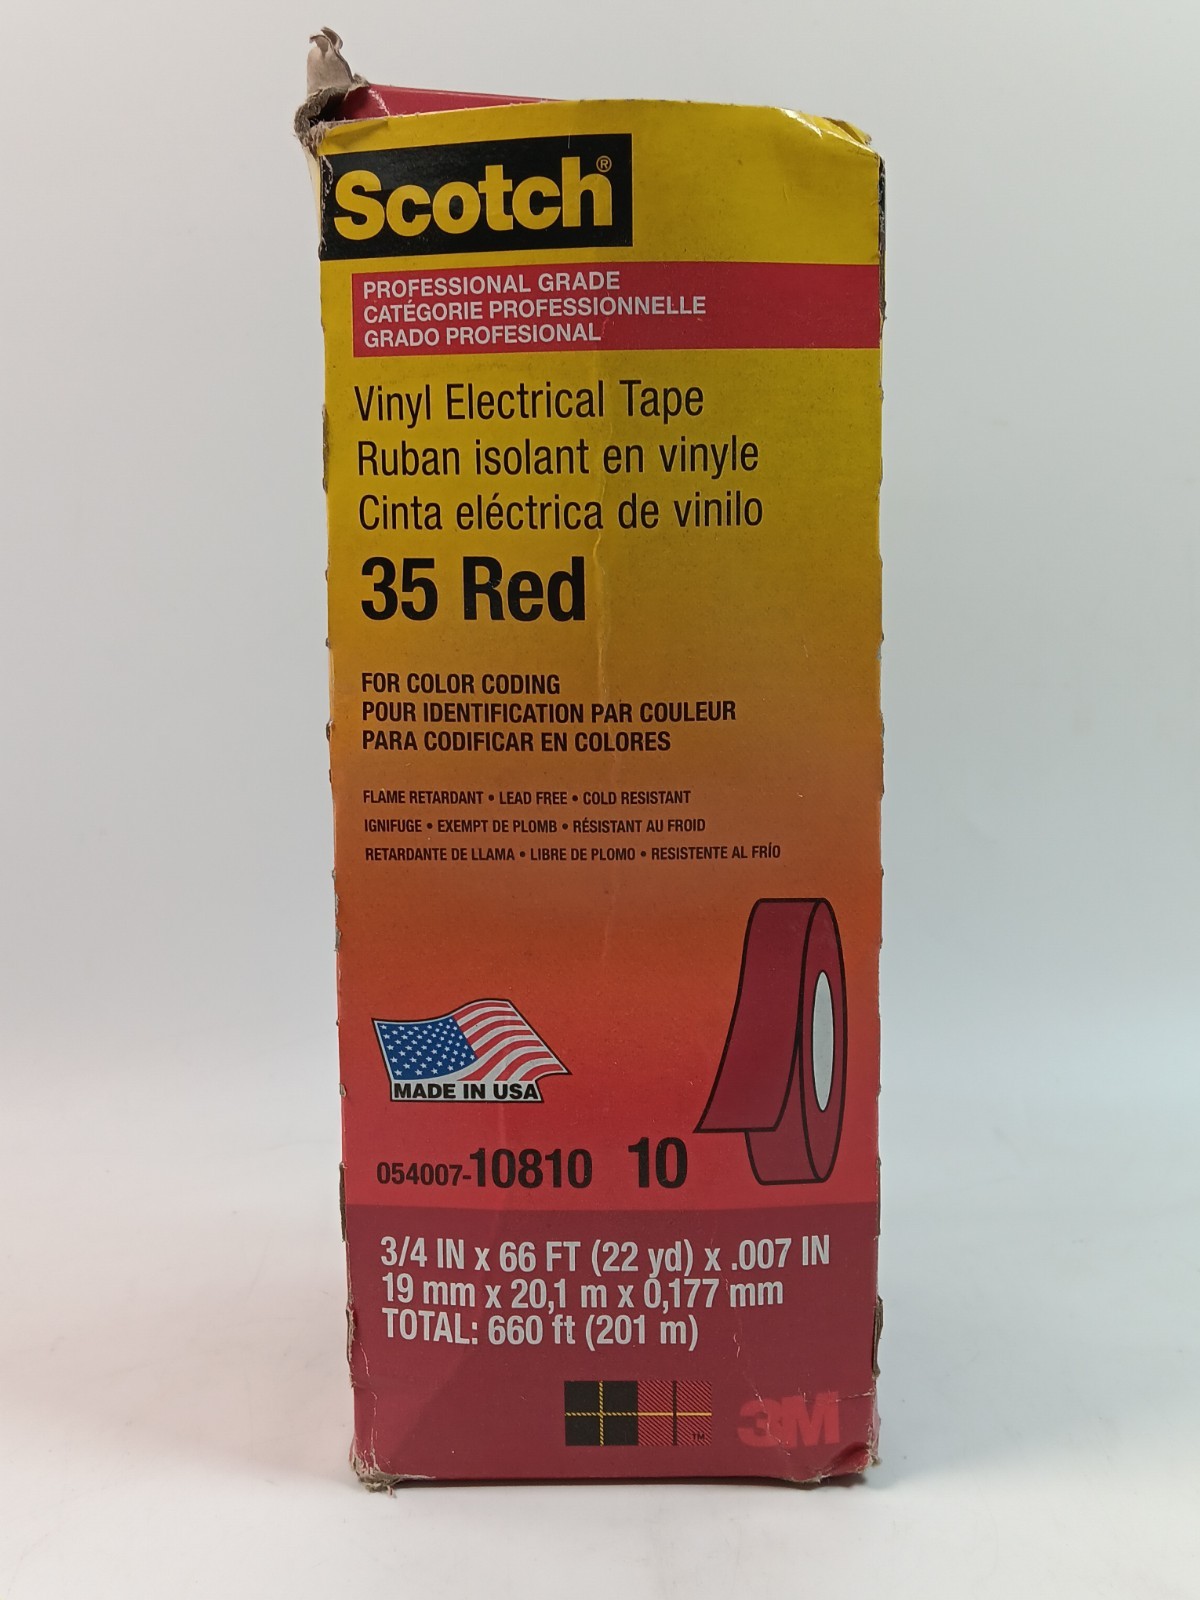 Scotch®
PROFESSIONAL GRADE
CATÉGORIE PROFESSIONNELLE
GRADO PROFESIONAL
Vinyl Electrical Tape
Ruban isolant en vinyle
Cinta eléctrica de vinilo
35 Red
FOR COLOR CODING
POUR IDENTIFICATION PAR COULEUR
PARA CODIFICAR EN COLORES
FLAME RETARDANT • LEAD FREE • COLD RESISTANT
IGNIFUGE • EXEMPT DE PLOMB • RÉSISTANT AU FROID
RETARDANTE DE LLAMA • LIBRE DE PLOMO • RESISTENTE AL FRÍO
MADE IN USA
054007-10810 10
3/4 IN x 66 FT (22 yd) x .007 IN
19 mm x 20,1 m x 0,177 mm
TOTAL: 660 ft (201 m)
TM
3M